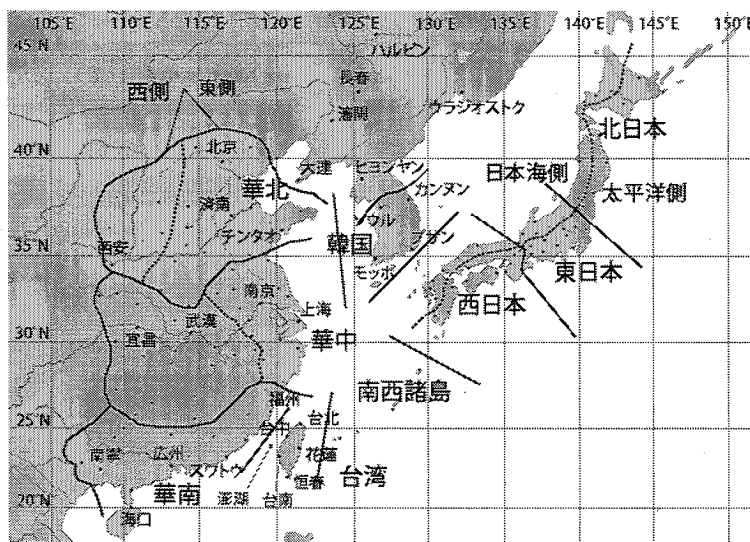 105°E 110°E 115°E 120°E 125°E 130°E 135°E 140°E 145°E 150°E
45°N
ハルビン
長春
瀋陽
ウラジオストク
西側 東側
北日本
40°N
北京
大連
ピョンヤン
日本海側
華北
カンヌン
太平洋側
済南
ソウル
チンタオ
韓国
プサン
35°N
西安
モッポ
東日本
南京
西日本
上海
武漢
30°N
宜昌
華中
南西諸島
福州
25°N
台北
台中
南寧
広州
花蓮
スワトウ
恒春
台湾
華南
澎湖
台南
20°N
海口